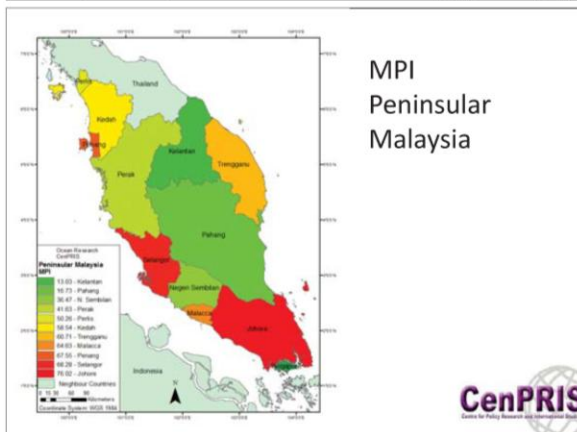 MPI
Peninsular
Malaysia
Thailand
Perlis
Kedah
Penang
Kelantan
Trengganu
Perak
Pahang
Selangor
Negeri Sembilan
Malacca
Johore
Indonesia
N
Ocean Research
CenPRIS
Peninsular Malaysia
MPI
13.03 - Kelantan
16.73 - Pahang
36.47 - N. Sembilan
41.63 - Perak
50.26 - Perlis
58.54 - Kedah
60.71 - Trengganu
64.63 - Malacca
67.55 - Penang
68.28 - Selangor
76.02 - Johore
Neighbour Countries
Kilometers
Coordinate System: WGS 1984
CenPRIS
Centre for Policy Research and International Studies